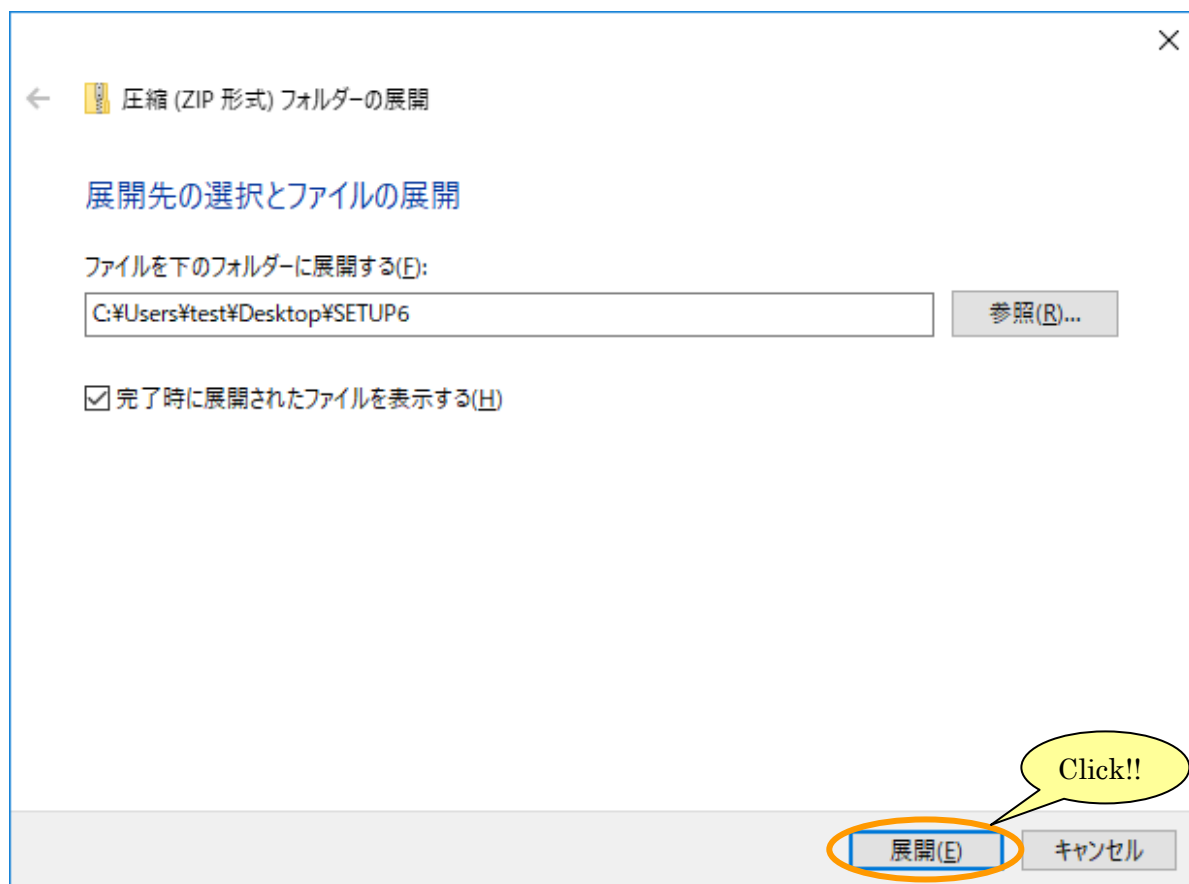 圧縮 (ZIP 形式) フォルダーの展開
展開先の選択とファイルの展開
ファイルを下のフォルダーに展開する(F):
C:¥Users¥test¥Desktop¥SETUP6
参照(R)...
完了時に展開されたファイルを表示する(H)
Click!!
展開(E)
キャンセル